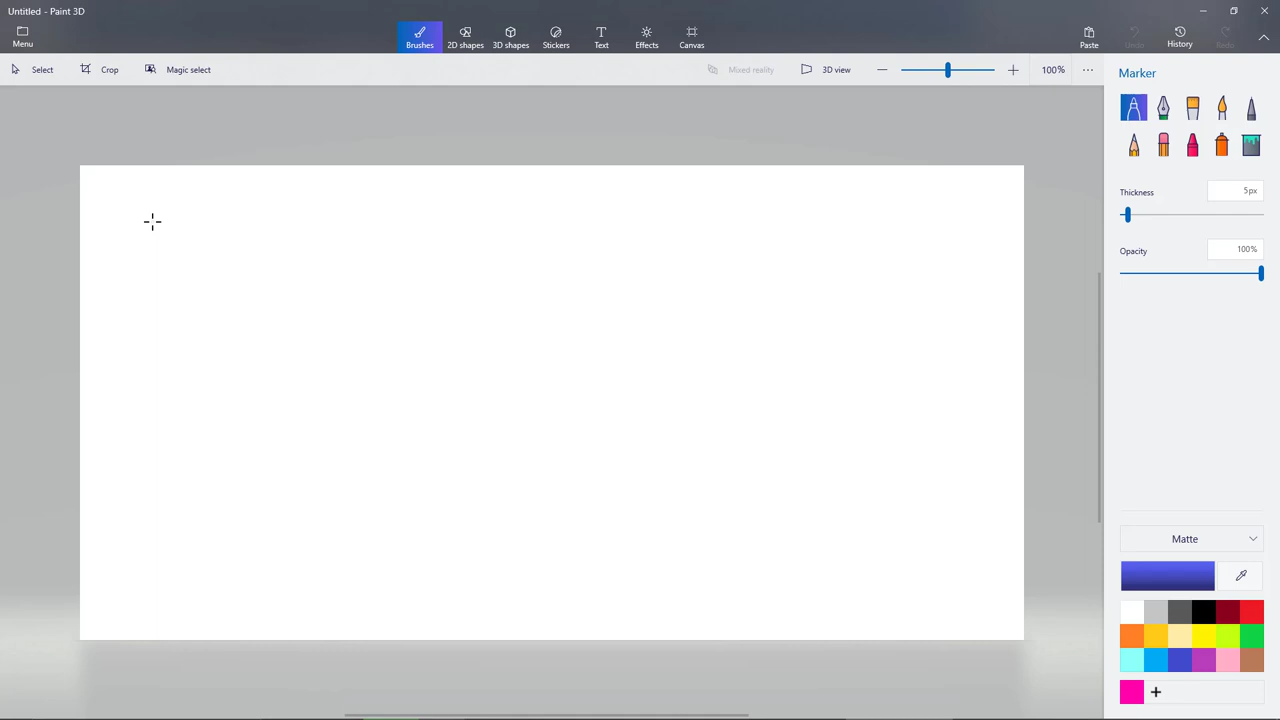 Untitled - Paint 3D
Menu
Brushes 2D shapes 3D shapes Stickers Text Effects Canvas Paste Undo History Redo
Select Crop Magic select Mixed reality 3D view 100%
Marker
Thickness 5px
Opacity 100%
Matte